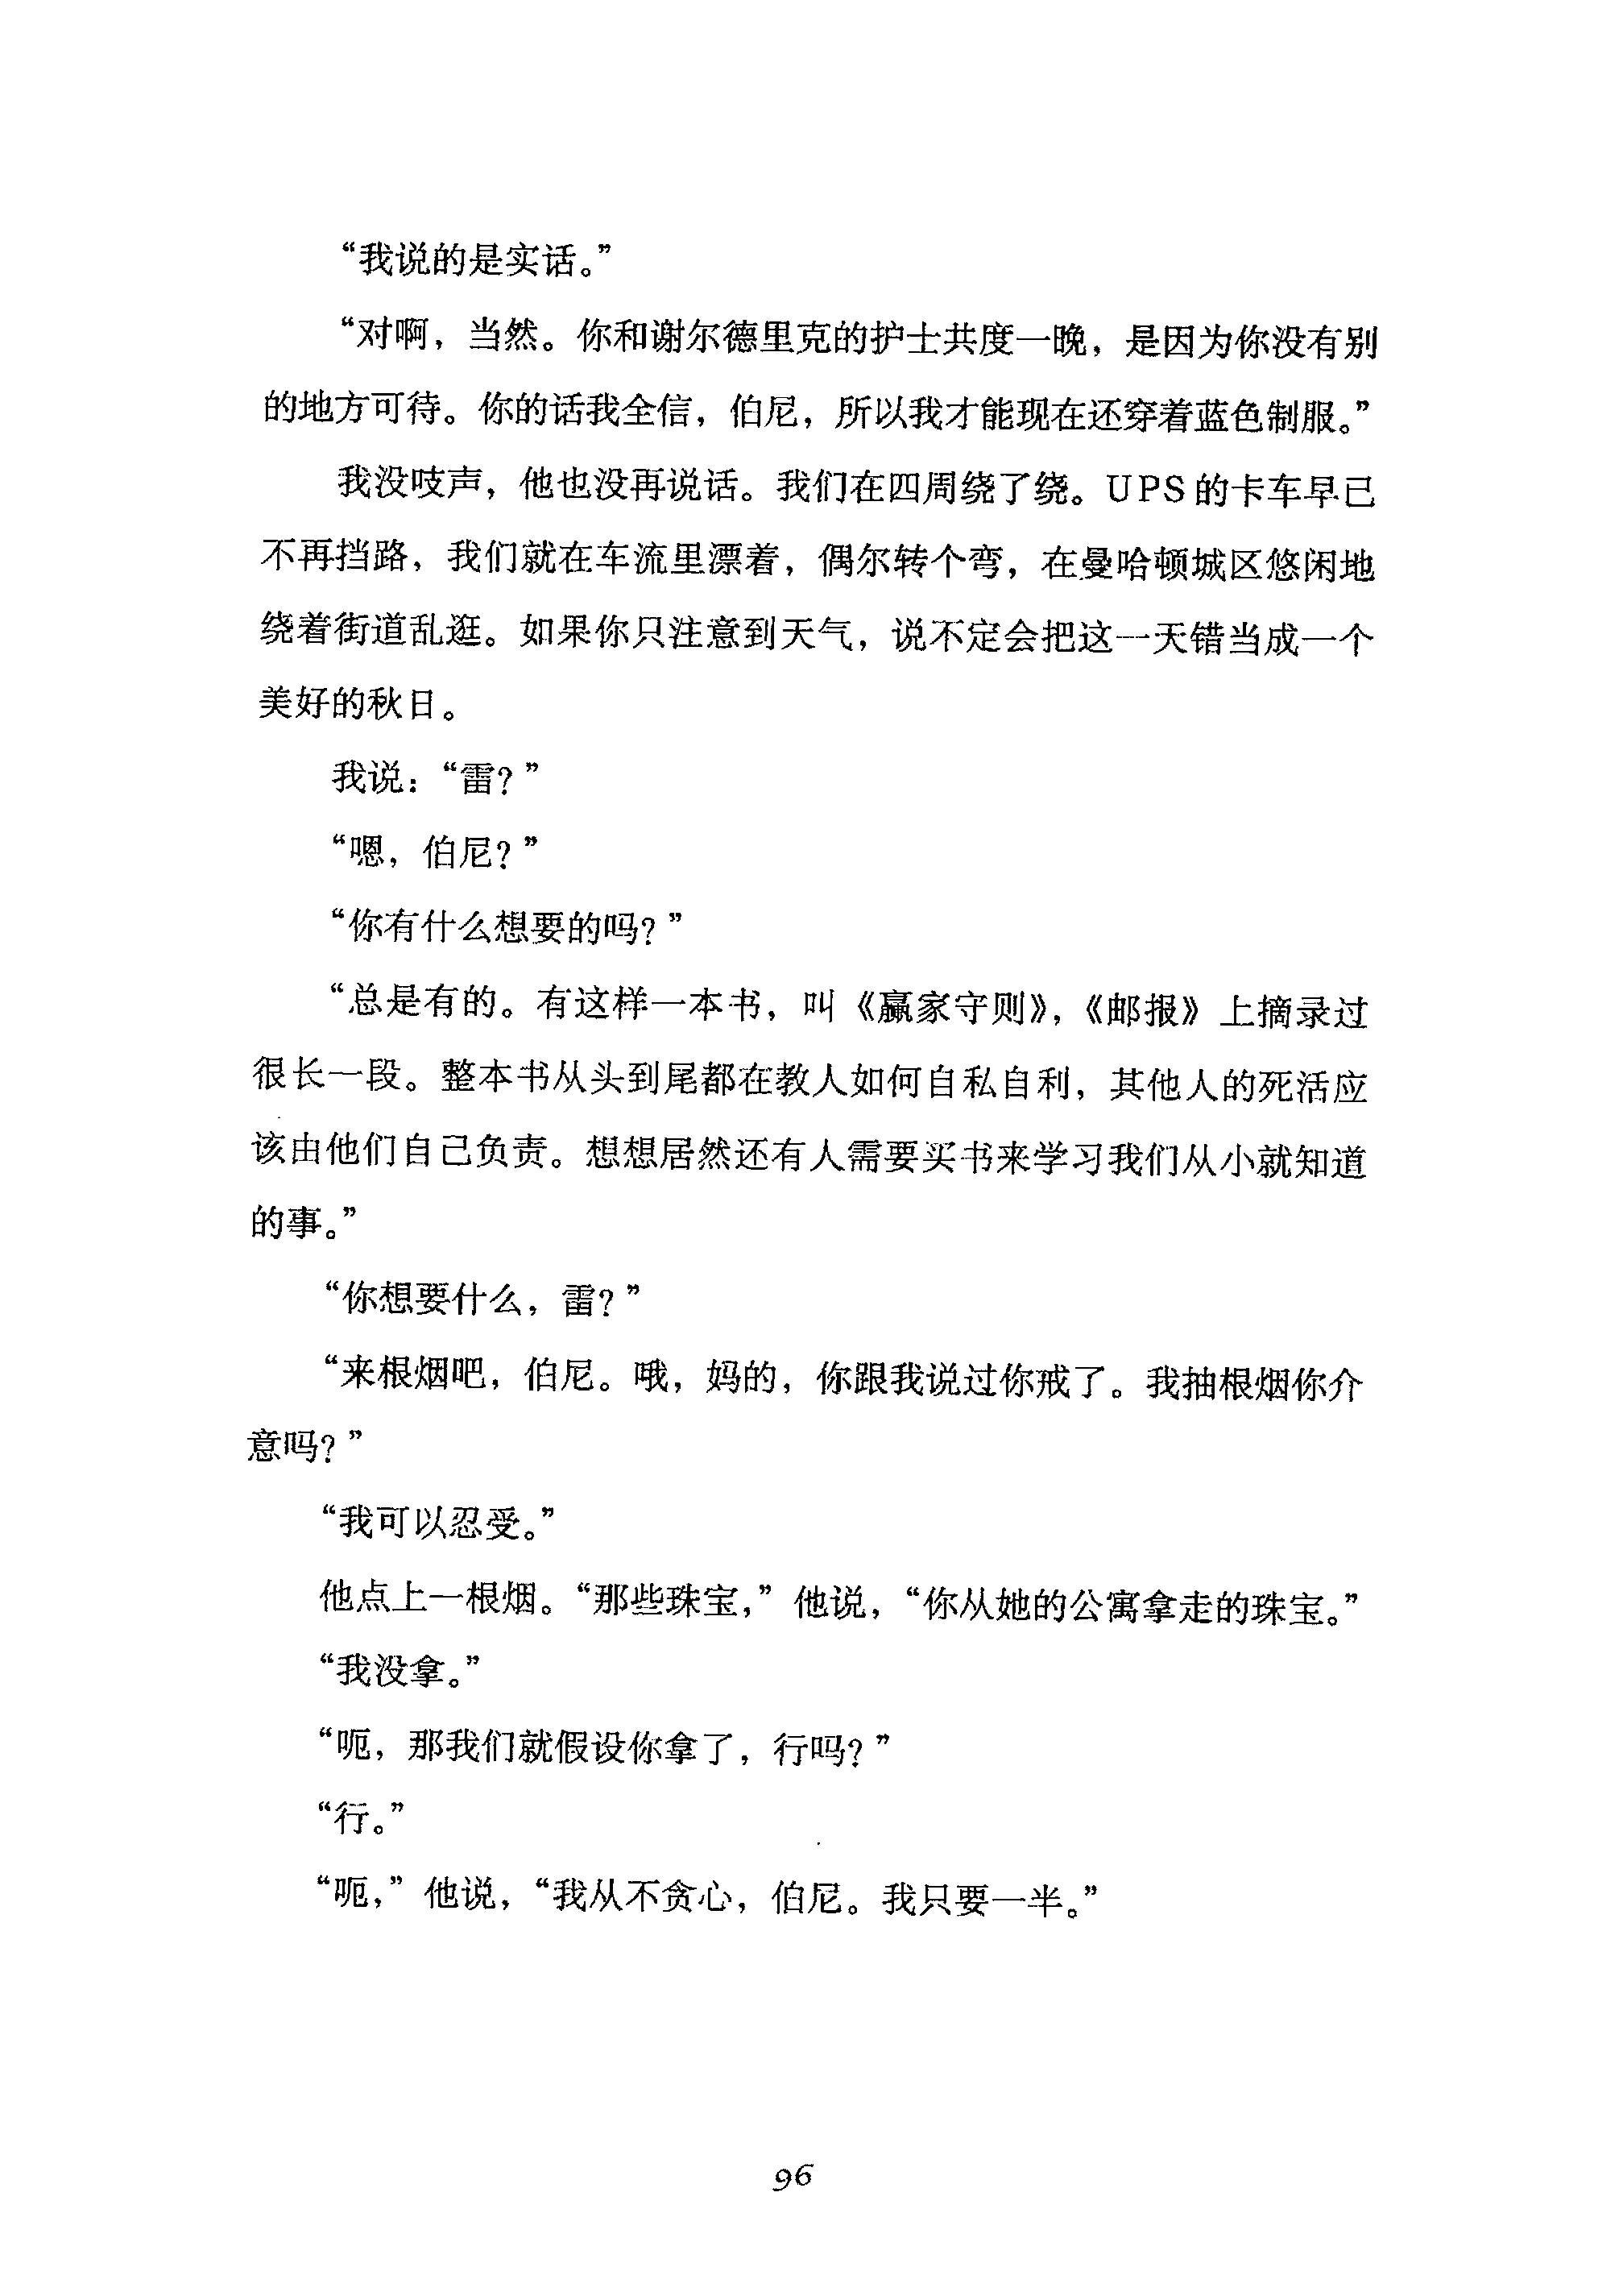 “我说的是实话。”
“对啊，当然。你和谢尔德里克的护士共度一晚，是因为你没有别
的地方可待。你的话我全信，伯尼，所以我才能现在还穿着蓝色制服。”
我没吱声，他也没再说话。我们在四周绕了绕。UPS的卡车早已
不再挡路，我们就在车流里漂着，偶尔转个弯，在曼哈顿城区悠闲地
绕着街道乱逛。如果你只注意到天气，说不定会把这一天错当成一个
美好的秋日。
我说：“雷？”
“嗯，伯尼？”
“你有什么想要的吗？”
“总是有的。有这样一本书，叫《赢家守则》，《邮报》上摘录过
很长一段。整本书从头到尾都在教人如何自私自利，其他人的死活应
该由他们自己负责。想想居然还有人需要买书来学习我们从小就知道
的事。”
“你想要什么，雷？”
“来根烟吧，伯尼。哦，妈的，你跟我说过你戒了。我抽根烟你介
意吗？”
“我可以忍受。”
他点上一根烟。“那些珠宝，”他说，“你从她的公寓拿走的珠宝。”
“我没拿。”
“呃，那我们就假设你拿了，行吗？”
“行。”
“呃，”他说，“我从不贪心，伯尼。我只要一半。”
96